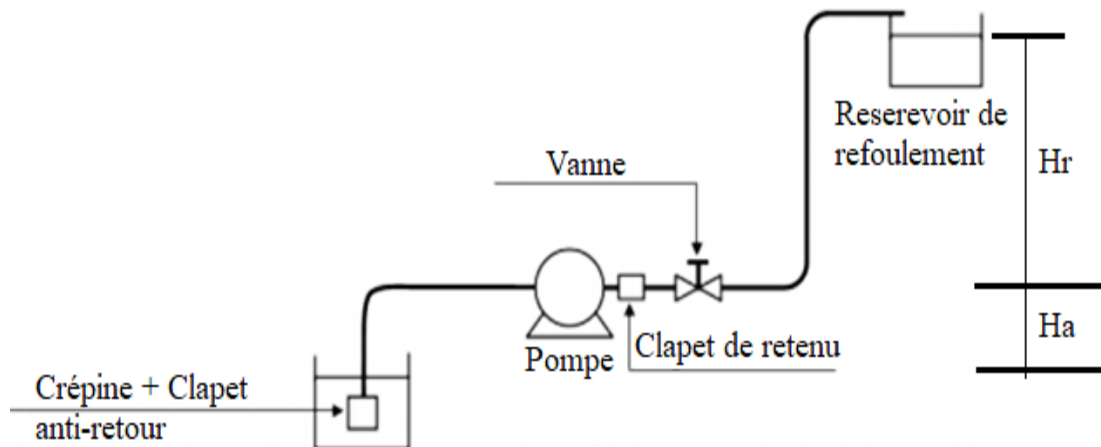 Reserevoir de
refoulement
Hr
Vanne
Ha
Pompe
Clapet de retenu
Crépine + Clapet
anti-retour